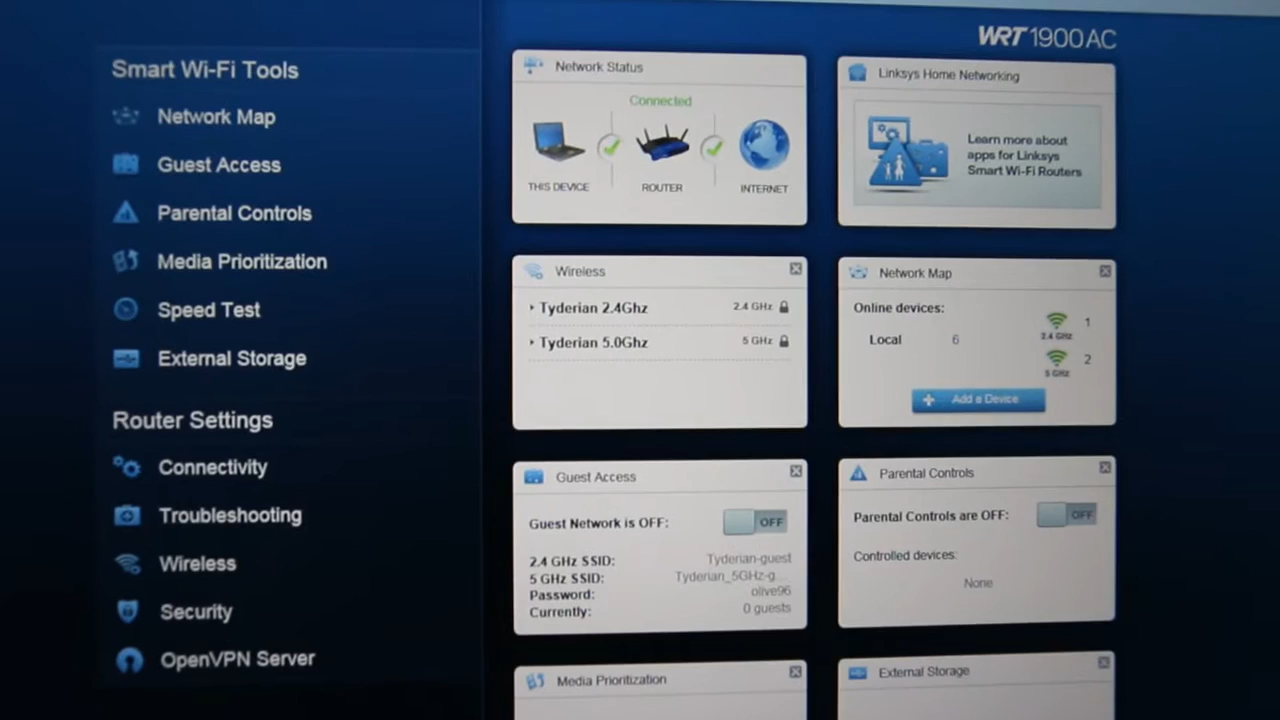 WRT 1900AC
Smart Wi-Fi Tools
Network Map
Guest Access
Parental Controls
Media Prioritization
Speed Test
External Storage
Router Settings
Connectivity
Troubleshooting
Wireless
Security
OpenVPN Server
Network Status
Connected
THIS DEVICE
ROUTER
INTERNET
Linksys Home Networking
Learn more about
apps for Linksys
Smart Wi-Fi Routers
Wireless
Tyderian 2.4Ghz 2.4 GHz
Tyderian 5.0Ghz 5 GHz
Network Map
Online devices:
Local 6
1
2.4 GHz
2
5 GHz
Add a Device
Guest Access
Guest Network is OFF: OFF
2.4 GHz SSID: Tyderian-guest
5 GHz SSID: Tyderian_5GHz-g...
Password: olive96
Currently: 0 guests
Parental Controls
Parental Controls are OFF: OFF
Controlled devices:
None
Media Prioritization
External Storage